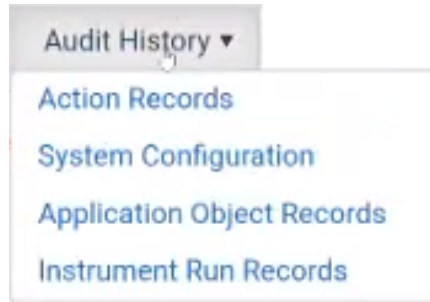 Audit History ▾
Action Records
System Configuration
Application Object Records
Instrument Run Records